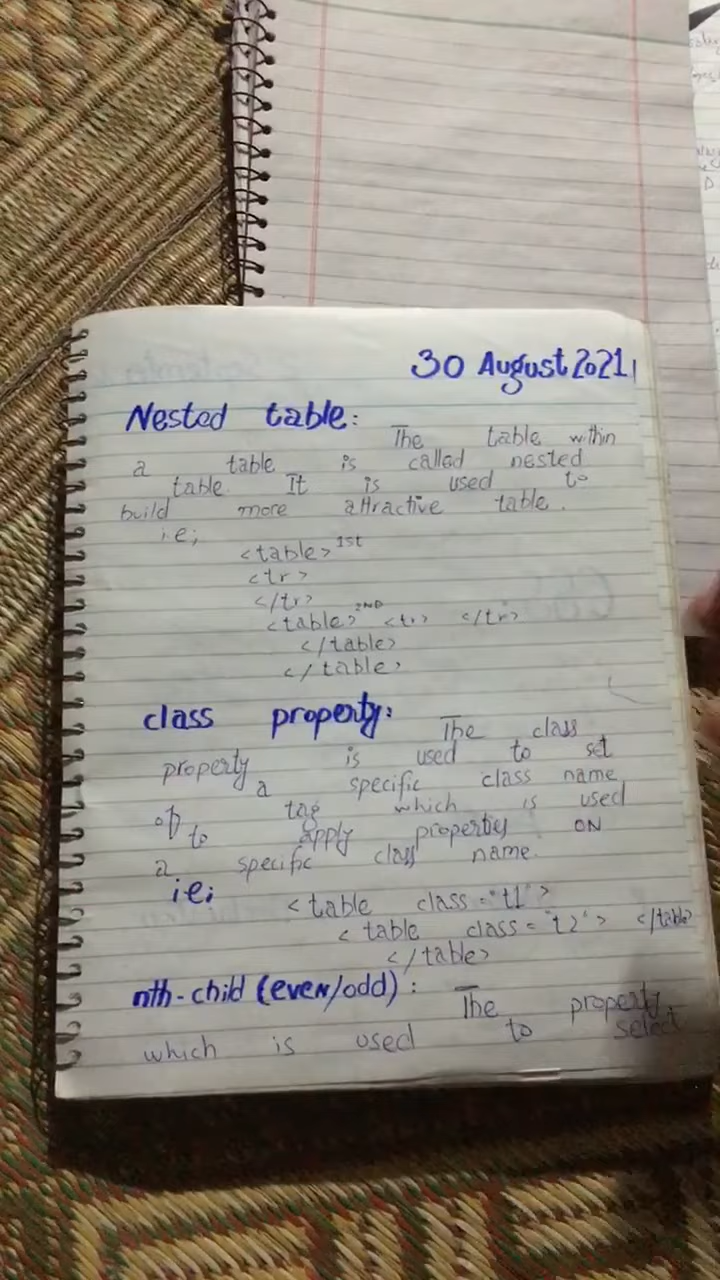 30 August 2021
Nested table:
The table within
a table is called nested
table. It is used to
build more attractive table.
i.e;
<table> 1st
<tr>
</tr>
<table> 2ND <tr> </tr>
</table>
</table>
class property:
The class
property is used to set
a specific class name
of tag which is used
to apply properties ON
a specific class name.
i.e;
<table class="t1">
<table class="t2"> </table>
</table>
nth-child (even/odd):
The property
which is used to select